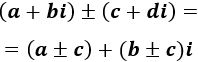 (a + bi) ± (c + di) =
= (a ± c) + (b ± c)i